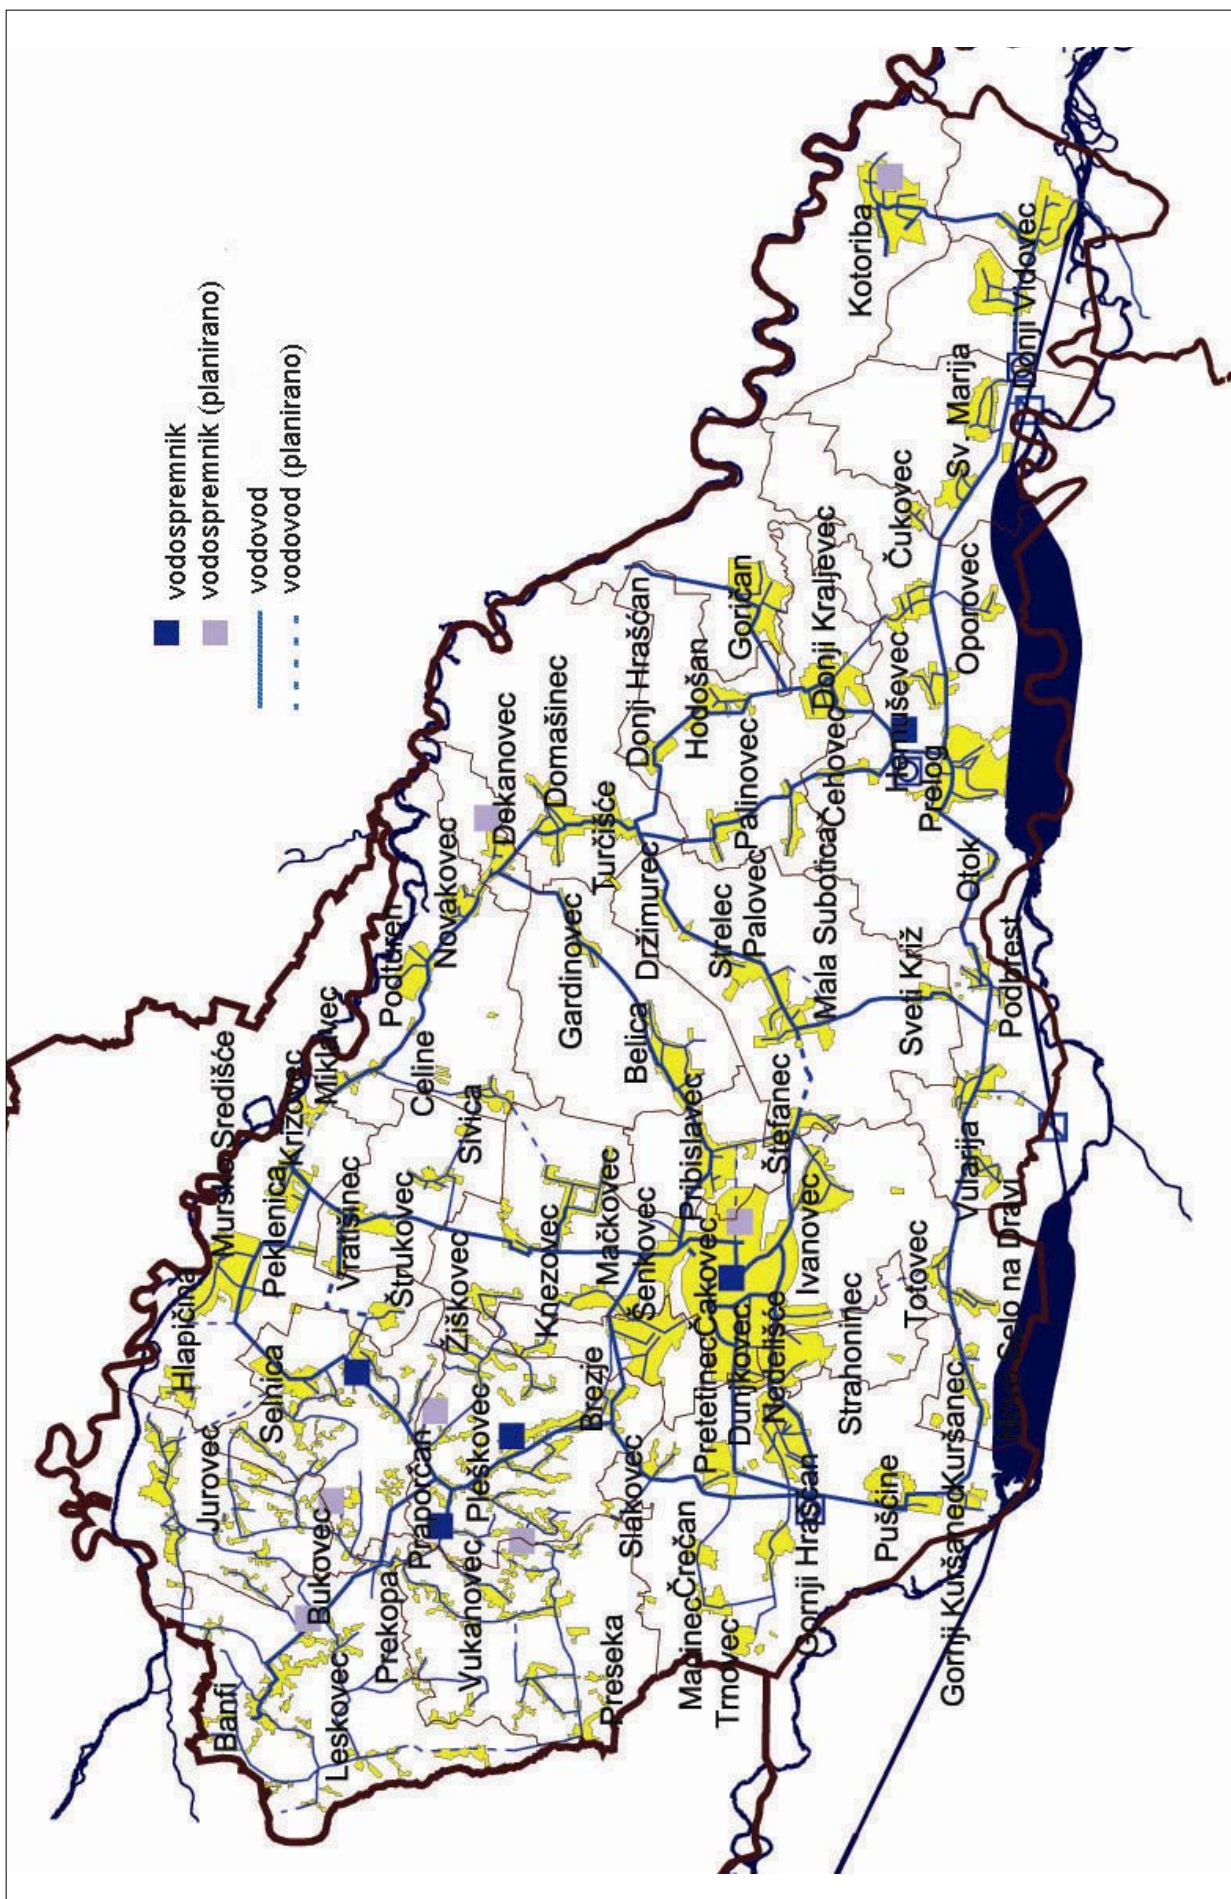 vodospremnik
vodospremnik (planirano)
vodovod
vodovod (planirano)
Banfi
Leskovec
Bukovec
Prekopa
Vukanovec
Preseka
Jurovec
Praporčan
Pleškovec
Selnica
Hlapičina
Mursko Središće
Peklenica
Križovec
Miklavec
Vratišinec
Štrukovec
Žiškovec
Knezovec
Brezje
Slakovec
Celine
Sivica
Mačkovec
Šenkovec
Podturen
Novakovec
Dekanovec
Domašinec
Turčišće
Gardinovec
Belica
Držimurec
Strelec
Palovec
Pribislavec
Štefanec
Čakovec
Pretetinec
Dunjkovec
Nedelišće
Ivanovec
Strahoninec
Totovec
Macinec
Črečan
Trnovec
Gornji Hrašćan
Pušćine
Gornji Kuršanec
Kuršanec
Novo Selo na Dravi
Vularija
Mala Subotica
Sveti Križ
Podbrest
Otok
Palinovec
Čehovec
Hemuševec
Prelog
Donji Hrašćan
Hodošan
Goričan
Donji Kraljevec
Oporovec
Čukovec
Sv. Marija
Donji Vidovec
Kotoriba